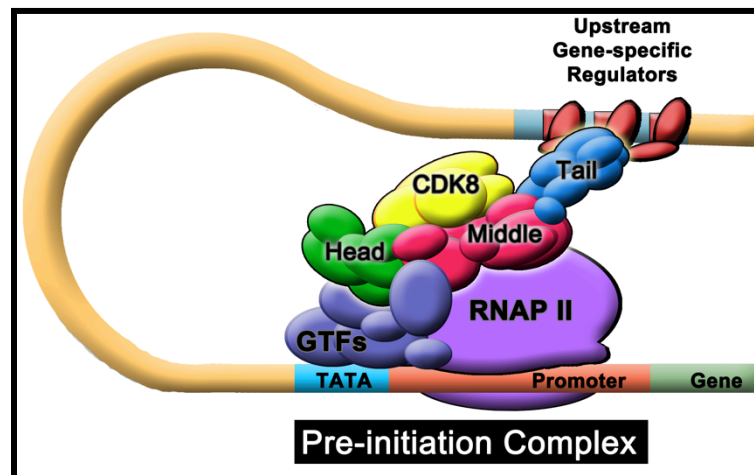 Upstream
Gene-specific
Regulators
Tail
CDK8
Middle
Head
RNAP II
GTFs
TATA
Promoter
Gene
Pre-initiation Complex